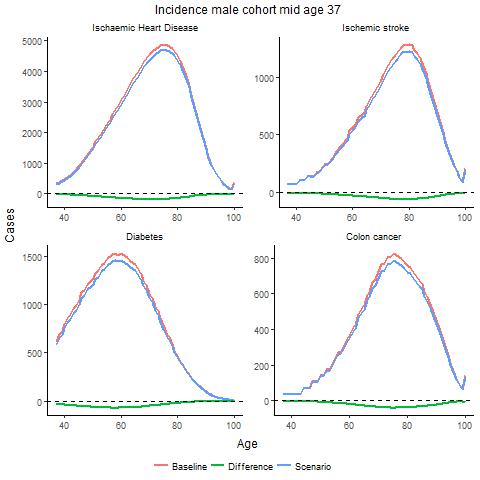 Incidence male cohort mid age 37
Ischaemic Heart Disease
Ischemic stroke
5000
4000
3000
2000
1000
0
1000
500
0
40 60 80 100
40 60 80 100
Cases
Diabetes
Colon cancer
1500
1000
500
0
800
600
400
200
0
40 60 80 100
40 60 80 100
Age
Baseline Difference Scenario